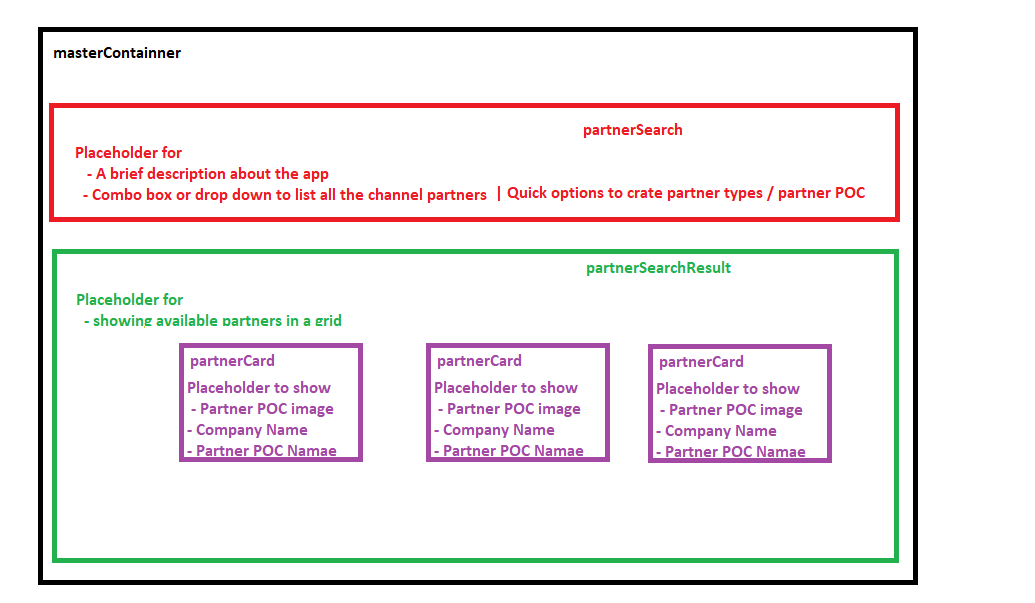 masterContainner
partnerSearch
Placeholder for
- A brief description about the app
- Combo box or drop down to list all the channel partners | Quick options to crate partner types / partner POC
partnerSearchResult
Placeholder for
- showing available partners in a grid
partnerCard
Placeholder to show
- Partner POC image
- Company Name
- Partner POC Namae
partnerCard
Placeholder to show
- Partner POC image
- Company Name
- Partner POC Namae
partnerCard
Placeholder to show
- Partner POC image
- Company Name
- Partner POC Namae